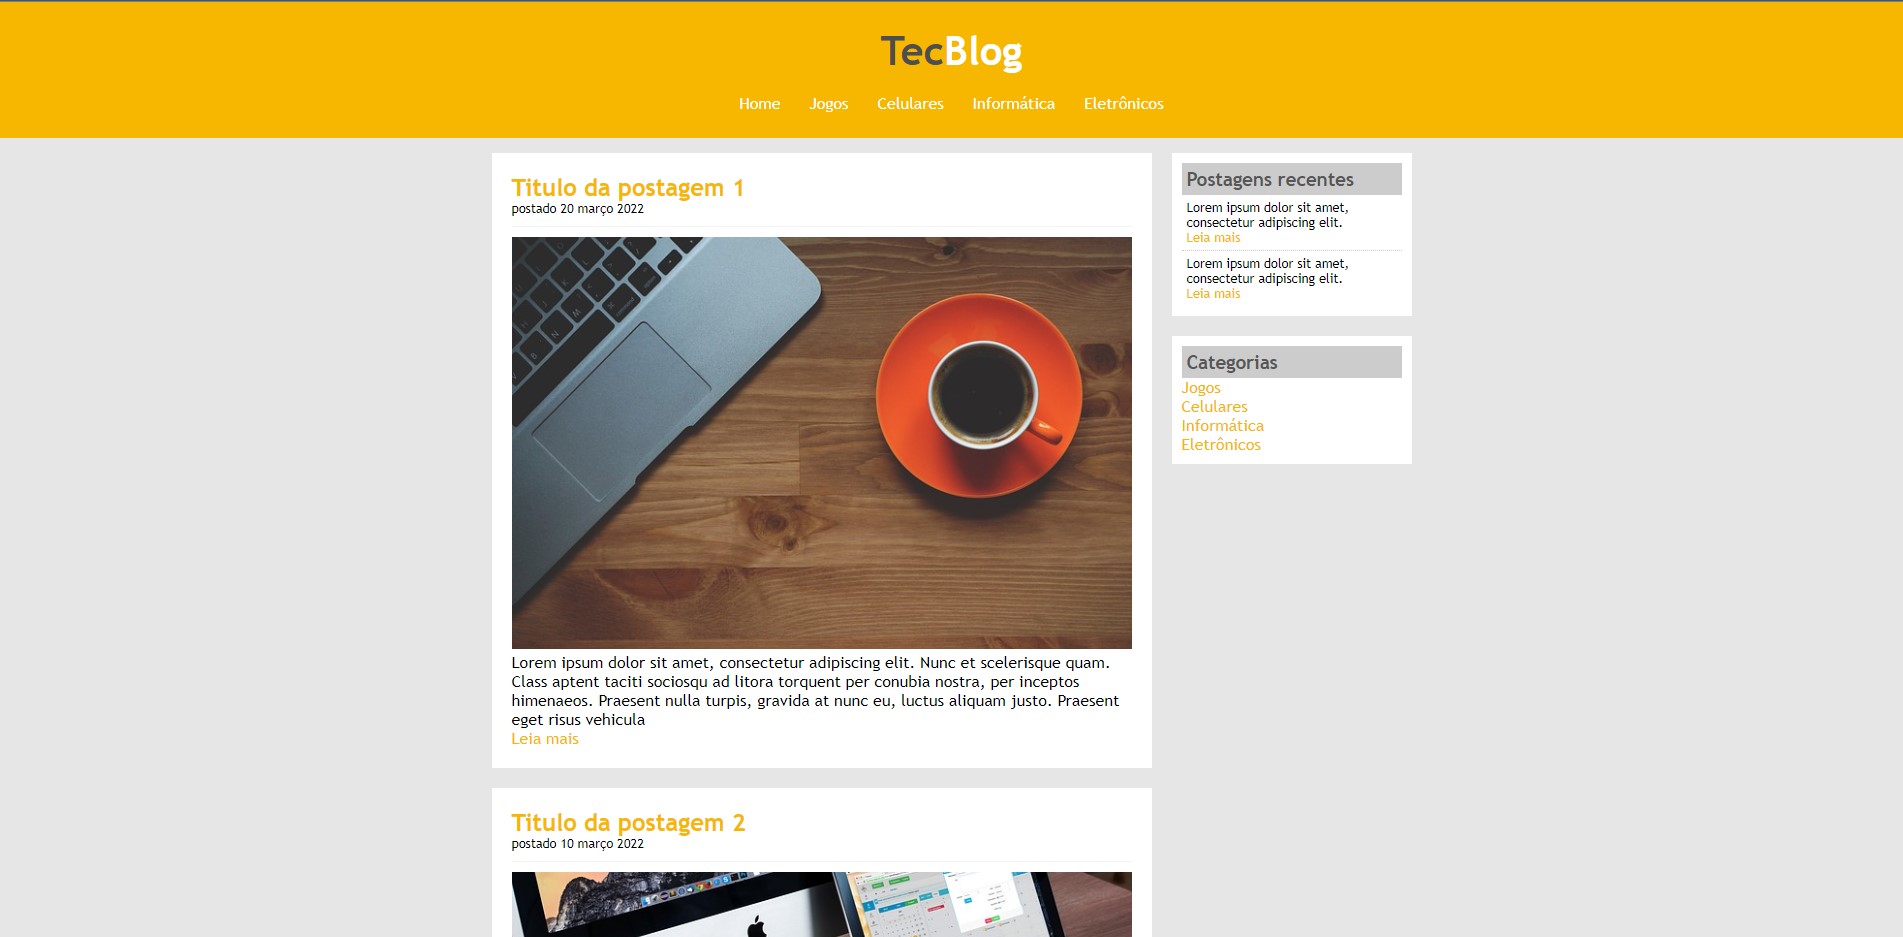 TecBlog
Home Jogos Celulares Informática Eletrônicos
Titulo da postagem 1
postado 20 março 2022
Lorem ipsum dolor sit amet, consectetur adipiscing elit. Nunc et scelerisque quam.
Class aptent taciti sociosqu ad litora torquent per conubia nostra, per inceptos
himenaeos. Praesent nulla turpis, gravida at nunc eu, luctus aliquam justo. Praesent
eget risus vehicula
Leia mais
Titulo da postagem 2
postado 10 março 2022
Postagens recentes
Lorem ipsum dolor sit amet,
consectetur adipiscing elit.
Leia mais
Lorem ipsum dolor sit amet,
consectetur adipiscing elit.
Leia mais
Categorias
Jogos
Celulares
Informática
Eletrônicos